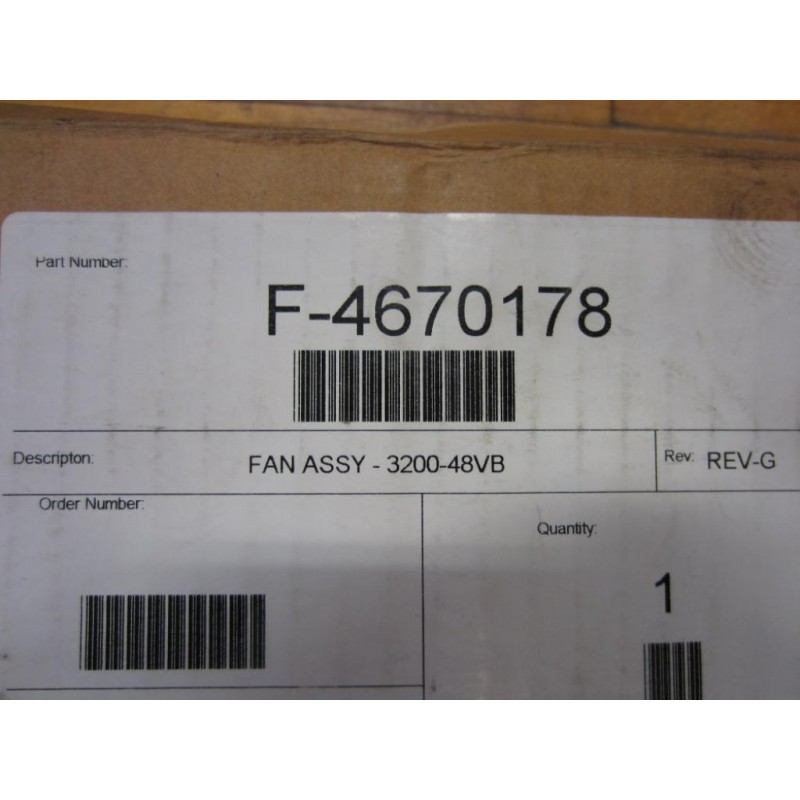 Part Number:
F-4670178
Descripton:
FAN ASSY - 3200-48VB
Rev:
REV-G
Order Number:
Quantity:
1